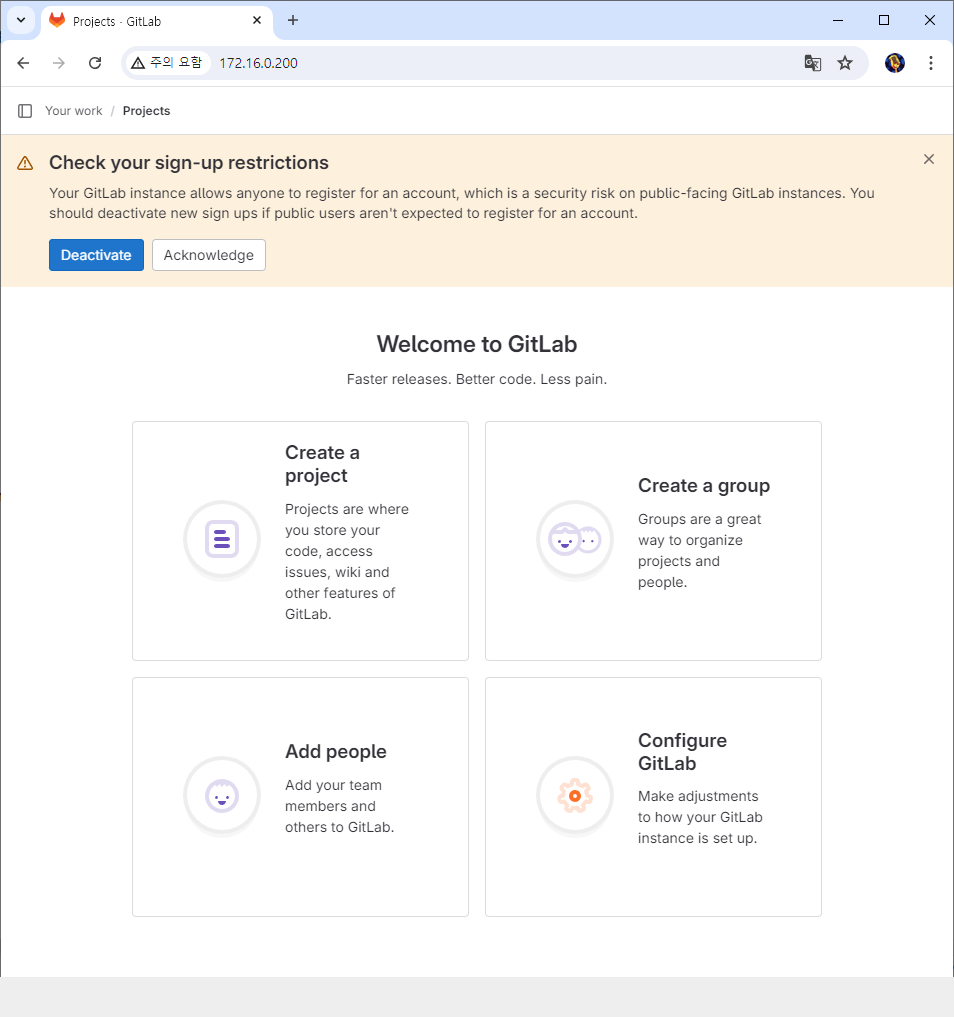 Projects · GitLab
주의 요함
172.16.0.200
Your work / Projects
Check your sign-up restrictions
Your GitLab instance allows anyone to register for an account, which is a security risk on public-facing GitLab instances. You
should deactivate new sign ups if public users aren't expected to register for an account.
Deactivate
Acknowledge
Welcome to GitLab
Faster releases. Better code. Less pain.
Create a
project
Projects are where
you store your
code, access
issues, wiki and
other features of
GitLab.
Create a group
Groups are a great
way to organize
projects and
people.
Add people
Add your team
members and
others to GitLab.
Configure
GitLab
Make adjustments
to how your GitLab
instance is set up.